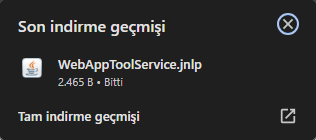 Son indirme geçmişi
WebAppToolService.jnlp
2.465 B • Bitti
Tam indirme geçmişi